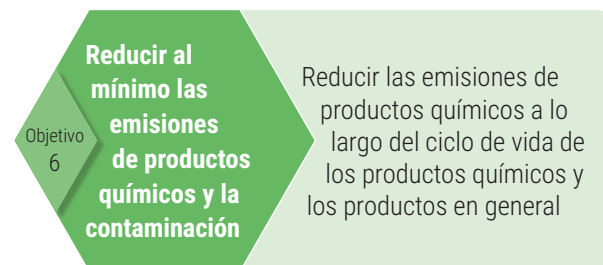 Objetivo
6
Reducir al
mínimo las
emisiones
de productos
químicos y la
contaminación
Reducir las emisiones de
productos químicos a lo
largo del ciclo de vida de
los productos químicos y
los productos en general